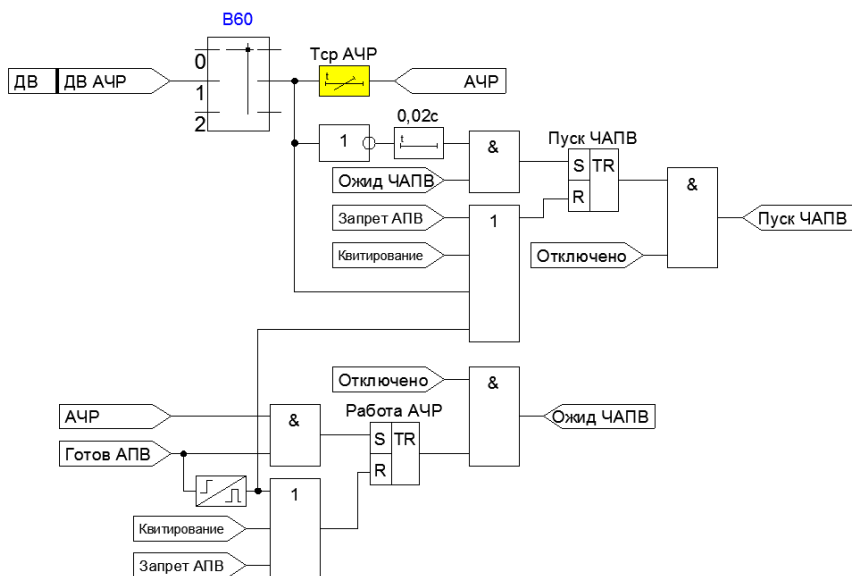 В60
0
1
2
ДВ ДВ АЧР
Тср АЧР
t
АЧР
1
0,02с
t
&
Ожид ЧАПВ
Пуск ЧАПВ
S TR
R
&
Запрет АПВ
1
Пуск ЧАПВ
Квитирование
Отключено
Отключено
&
АЧР
&
Работа АЧР
S TR
R
Ожид ЧАПВ
Готов АПВ
1
Квитирование
Запрет АПВ